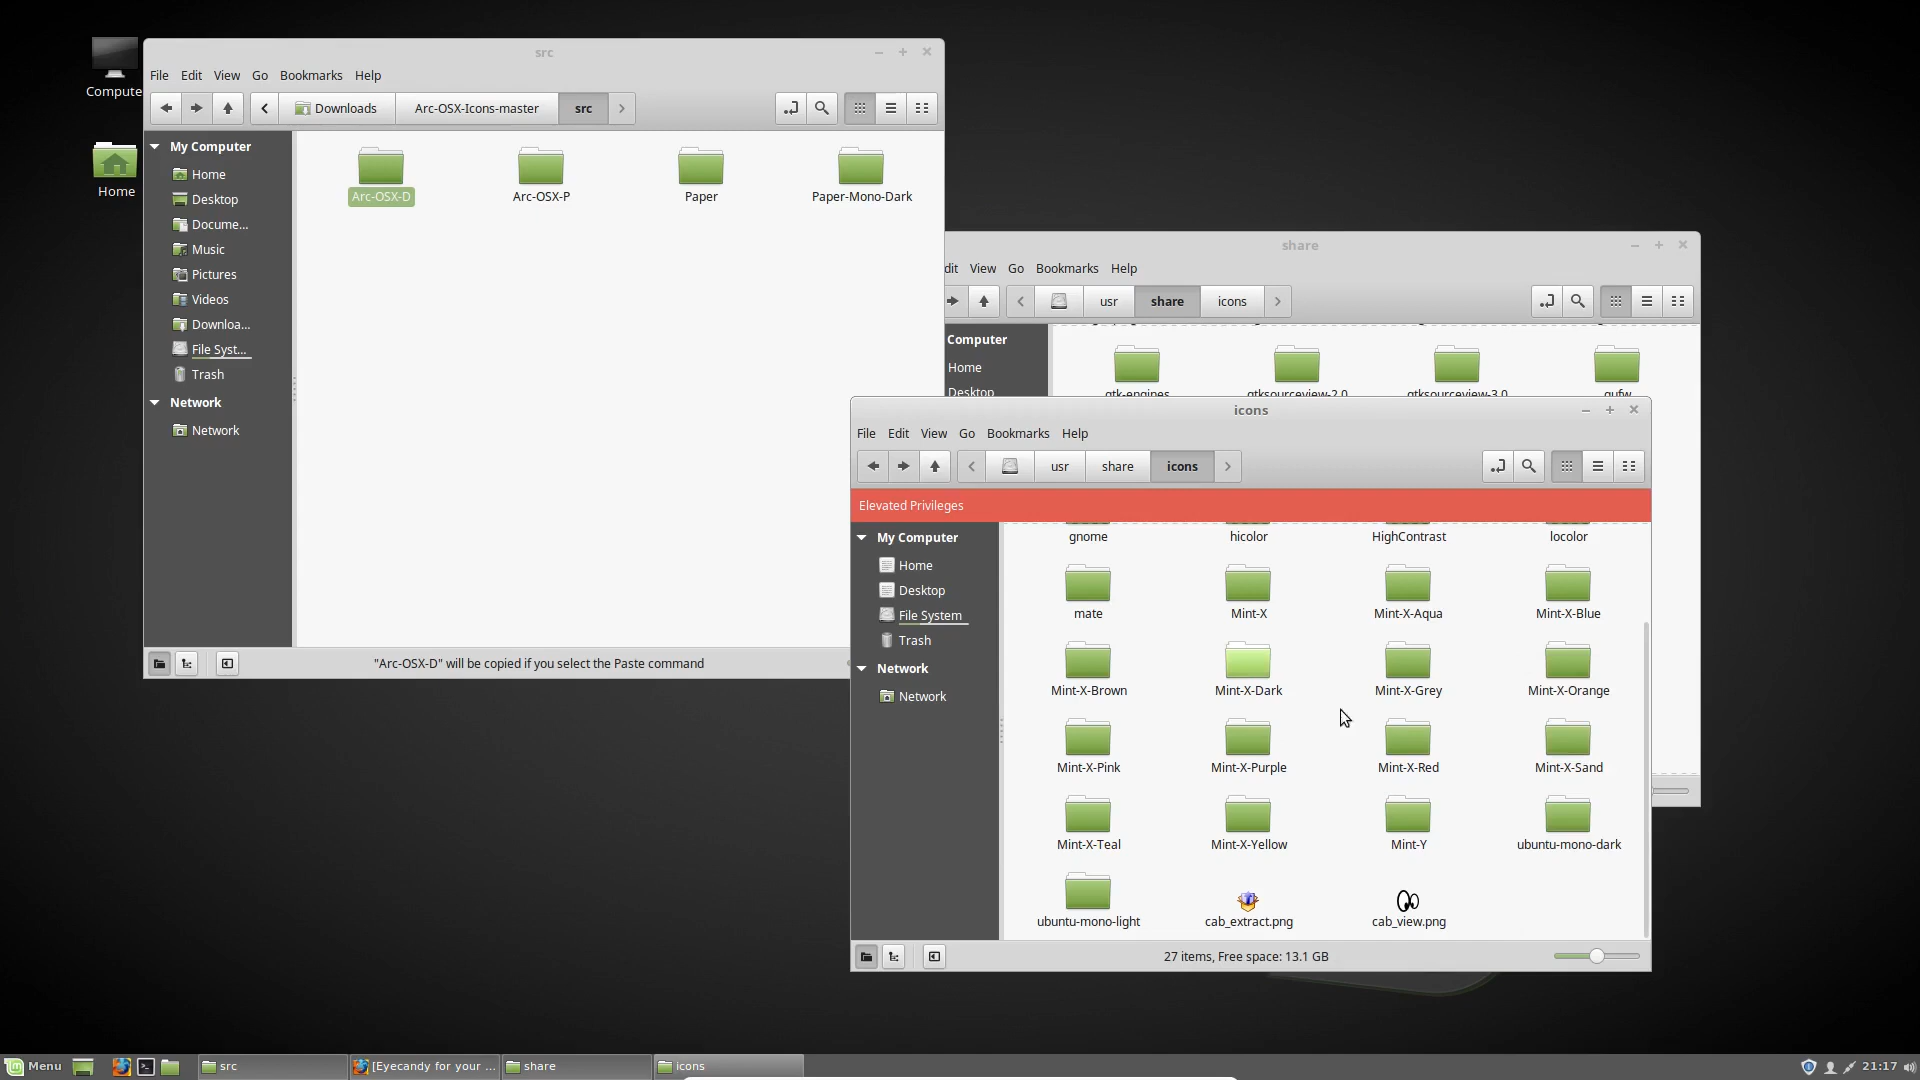 Compute
Home
src
File Edit View Go Bookmarks Help
Downloads Arc-OSX-Icons-master src
My Computer
Home
Desktop
Docume...
Music
Pictures
Videos
Downloa...
File Syst...
Trash
Network
Network
Arc-OSX-D Arc-OSX-P Paper Paper-Mono-Dark
"Arc-OSX-D" will be copied if you select the Paste command
share
dit View Go Bookmarks Help
usr share icons
Computer
Home
Desktop
gtk-engines gtksourceview-2.0 gtksourceview-3.0 gufw
icons
File Edit View Go Bookmarks Help
usr share icons
Elevated Privileges
My Computer
Home
Desktop
File System
Trash
Network
Network
gnome hicolor HighContrast locolor
mate Mint-X Mint-X-Aqua Mint-X-Blue
Mint-X-Brown Mint-X-Dark Mint-X-Grey Mint-X-Orange
Mint-X-Pink Mint-X-Purple Mint-X-Red Mint-X-Sand
Mint-X-Teal Mint-X-Yellow Mint-Y ubuntu-mono-dark
ubuntu-mono-light cab_extract.png cab_view.png
27 items, Free space: 13.1 GB
Menu src [Eyecandy for your ... share icons 21:17